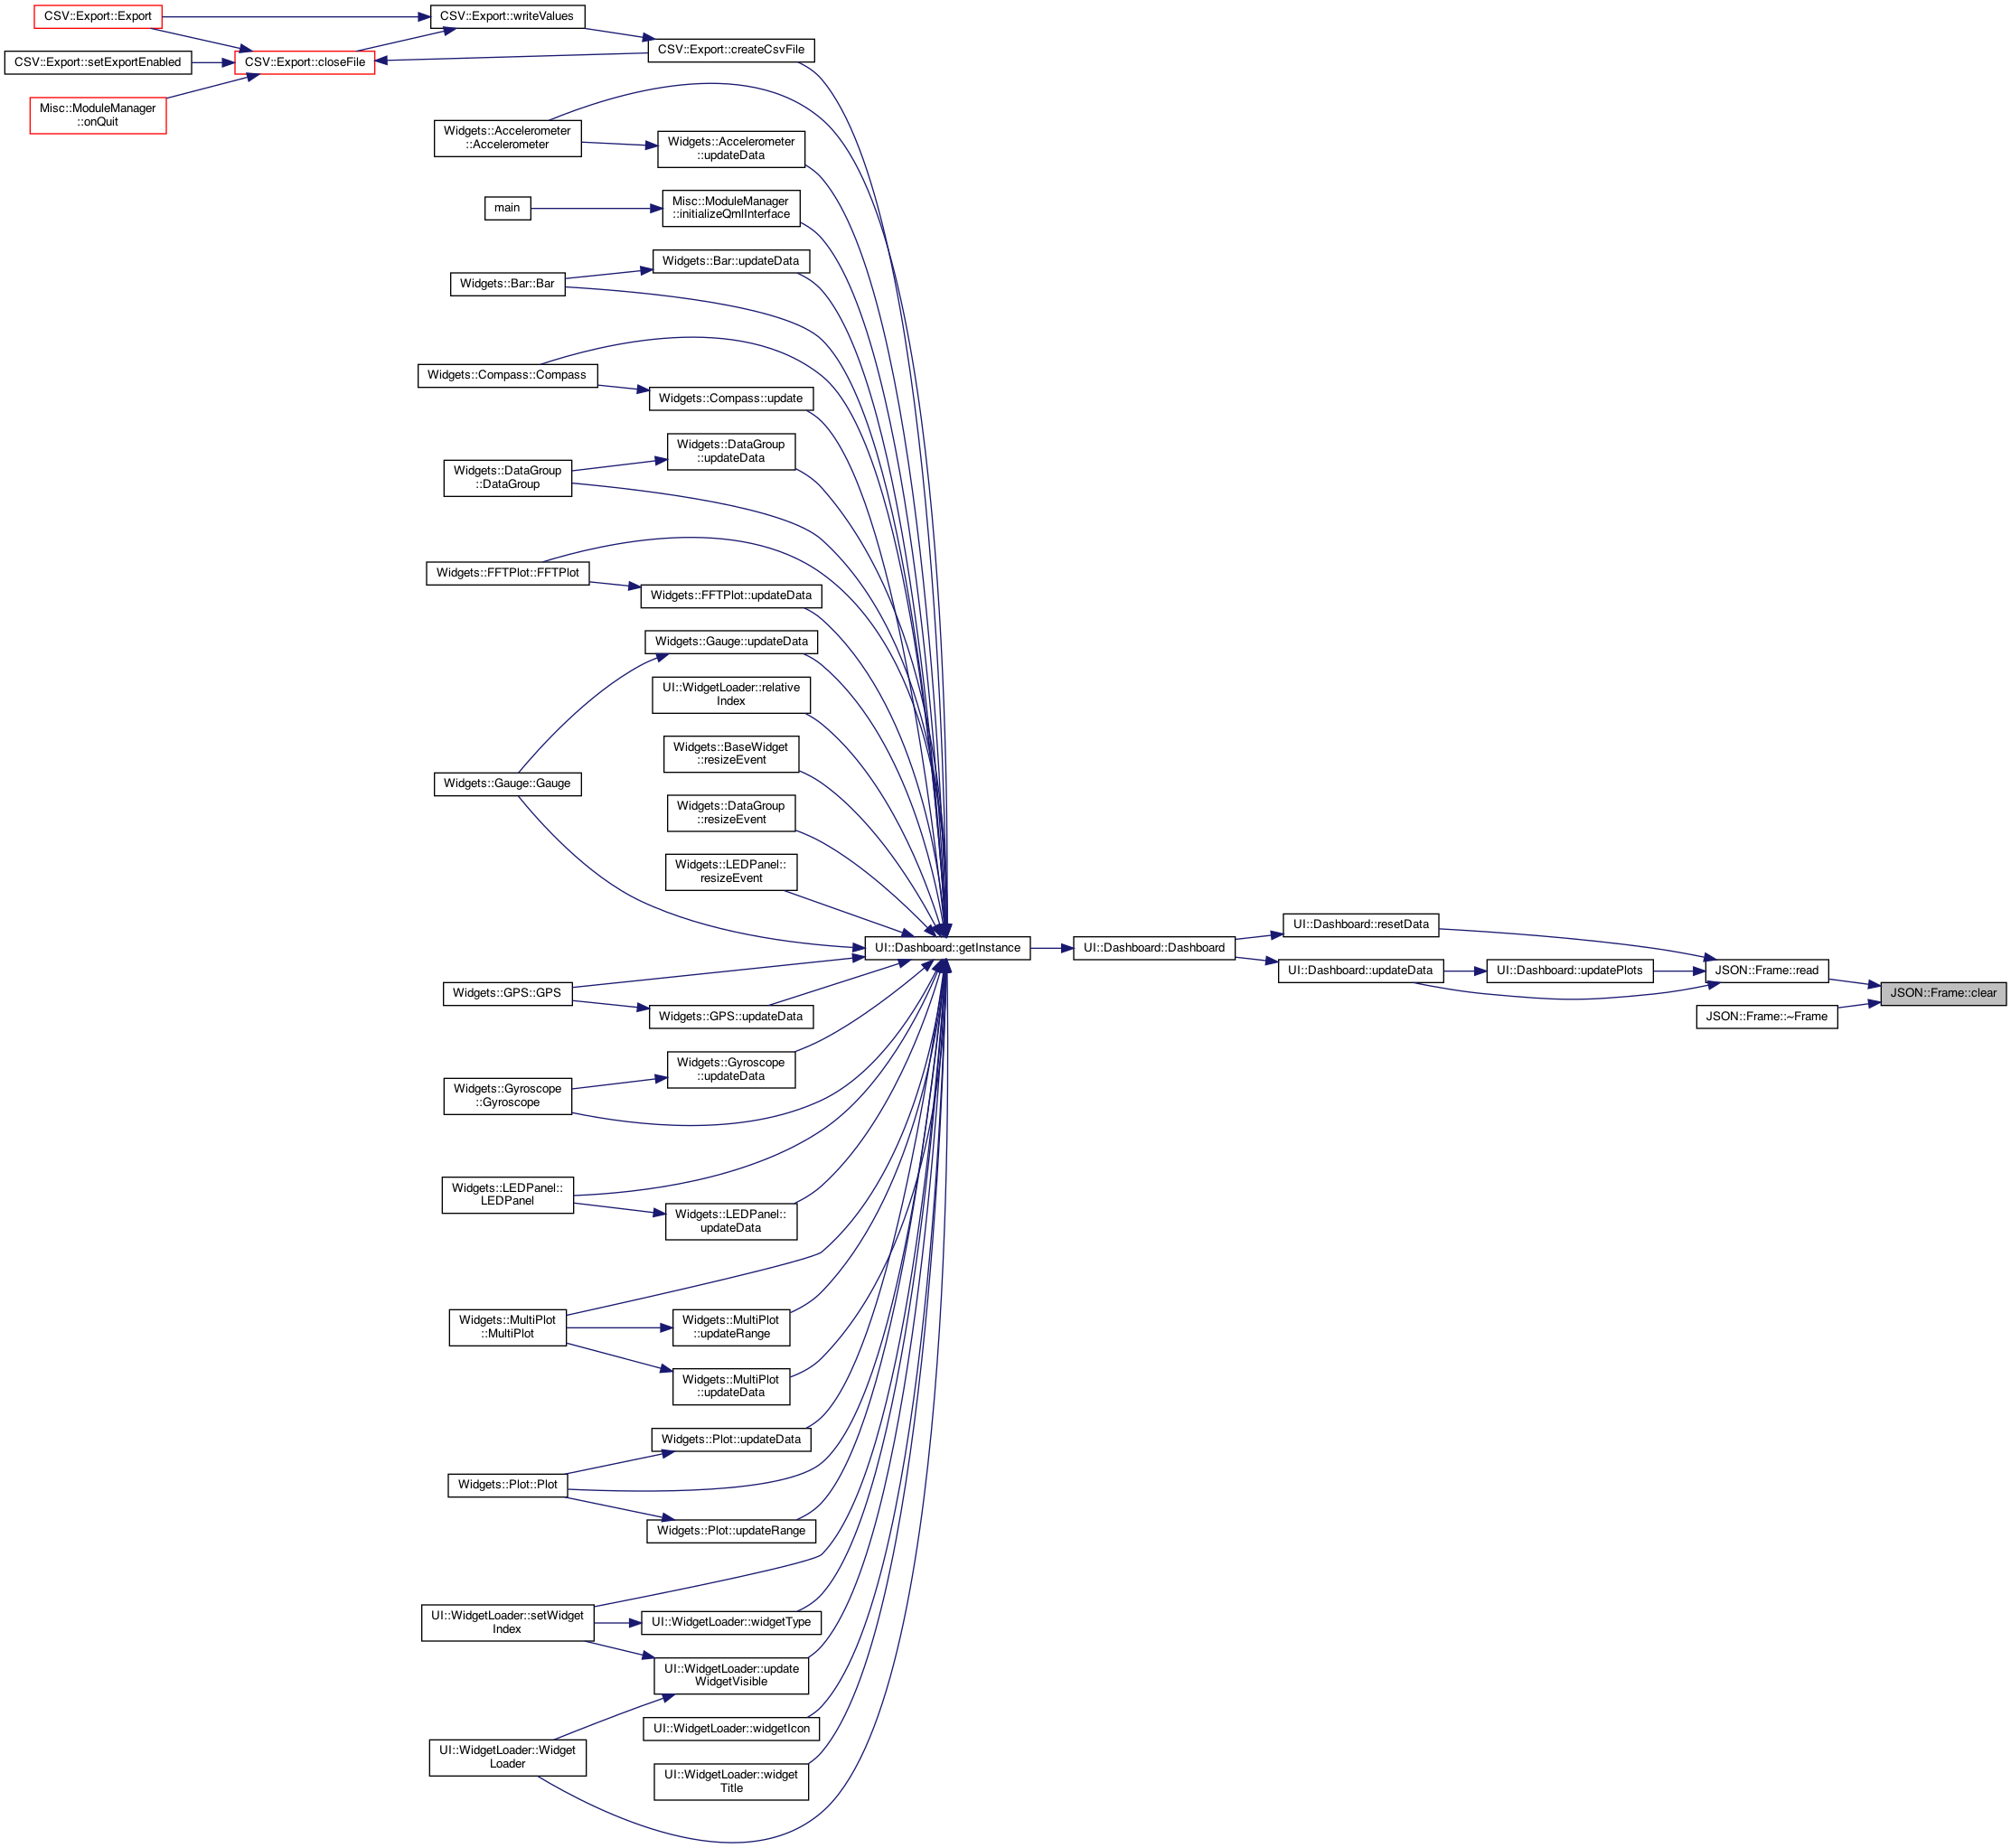 CSV::Export::Export
CSV::Export::writeValues
CSV::Export::createCsvFile
CSV::Export::setExportEnabled
CSV::Export::closeFile
Misc::ModuleManager
::onQuit
Widgets::Accelerometer
::Accelerometer
Widgets::Accelerometer
::updateData
main
Misc::ModuleManager
::initializeQmlInterface
Widgets::Bar::updateData
Widgets::Bar::Bar
Widgets::Compass::Compass
Widgets::Compass::update
Widgets::DataGroup
::updateData
Widgets::DataGroup
::DataGroup
Widgets::FFTPlot::FFTPlot
Widgets::FFTPlot::updateData
Widgets::Gauge::updateData
UI::WidgetLoader::relative
Index
Widgets::BaseWidget
::resizeEvent
Widgets::Gauge::Gauge
Widgets::DataGroup
::resizeEvent
Widgets::LEDPanel::
resizeEvent
UI::Dashboard::getInstance
UI::Dashboard::Dashboard
UI::Dashboard::resetData
UI::Dashboard::updateData
UI::Dashboard::updatePlots
JSON::Frame::read
JSON::Frame::clear
JSON::Frame::~Frame
Widgets::GPS::GPS
Widgets::GPS::updateData
Widgets::Gyroscope
::updateData
Widgets::Gyroscope
::Gyroscope
Widgets::LEDPanel::
LEDPanel
Widgets::LEDPanel::
updateData
Widgets::MultiPlot
::MultiPlot
Widgets::MultiPlot
::updateRange
Widgets::MultiPlot
::updateData
Widgets::Plot::updateData
Widgets::Plot::Plot
Widgets::Plot::updateRange
UI::WidgetLoader::setWidget
Index
UI::WidgetLoader::widgetType
UI::WidgetLoader::update
WidgetVisible
UI::WidgetLoader::widgetIcon
UI::WidgetLoader::Widget
Loader
UI::WidgetLoader::widget
Title